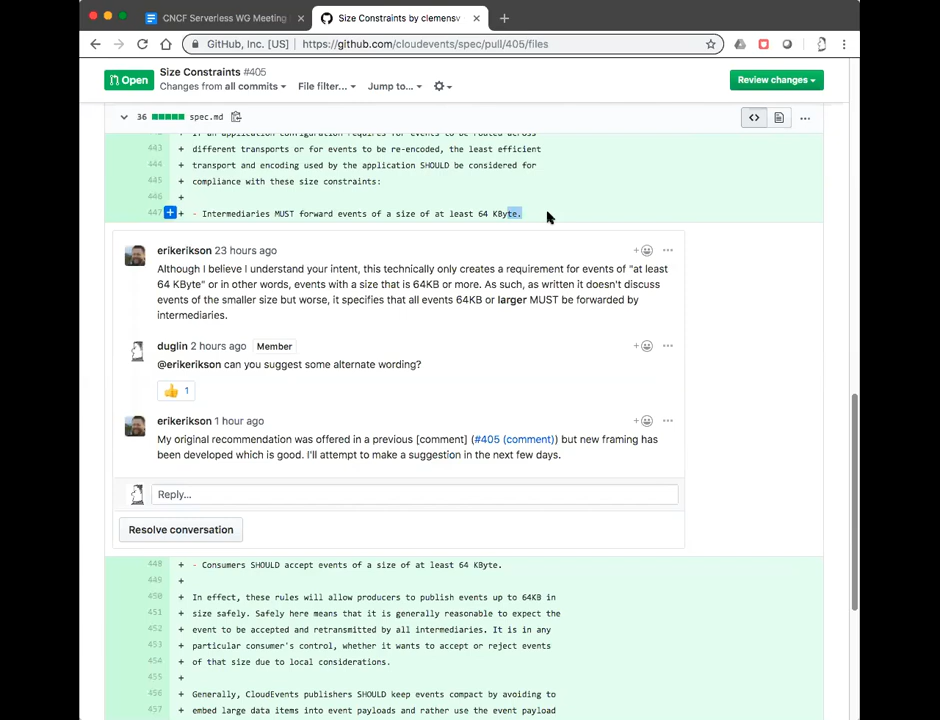 CNCF Serverless WG Meeting
Size Constraints by clemensv
GitHub, Inc. [US] | https://github.com/cloudevents/spec/pull/405/files
Open
Size Constraints #405
Changes from all commits
File filter...
Jump to...
Review changes
36 spec.md
443 + different transports or for events to be re-encoded, the least efficient
444 + transport and encoding used by the application SHOULD be considered for
445 + compliance with these size constraints:
446 +
447 + - Intermediaries MUST forward events of a size of at least 64 KByte.
erikerikson 23 hours ago
Although I believe I understand your intent, this technically only creates a requirement for events of "at least
64 KByte" or in other words, events with a size that is 64KB or more. As such, as written it doesn't discuss
events of the smaller size but worse, it specifies that all events 64KB or larger MUST be forwarded by
intermediaries.
duglin 2 hours ago Member
@erikerikson can you suggest some alternate wording?
1
erikerikson 1 hour ago
My original recommendation was offered in a previous [comment] (#405 (comment)) but new framing has
been developed which is good. I'll attempt to make a suggestion in the next few days.
Reply...
Resolve conversation
448 + - Consumers SHOULD accept events of a size of at least 64 KByte.
449 +
450 + In effect, these rules will allow producers to publish events up to 64KB in
451 + size safely. Safely here means that it is generally reasonable to expect the
452 + event to be accepted and retransmitted by all intermediaries. It is in any
453 + particular consumer's control, whether it wants to accept or reject events
454 + of that size due to local considerations.
455 +
456 + Generally, CloudEvents publishers SHOULD keep events compact by avoiding to
457 + embed large data items into event payloads and rather use the event payload